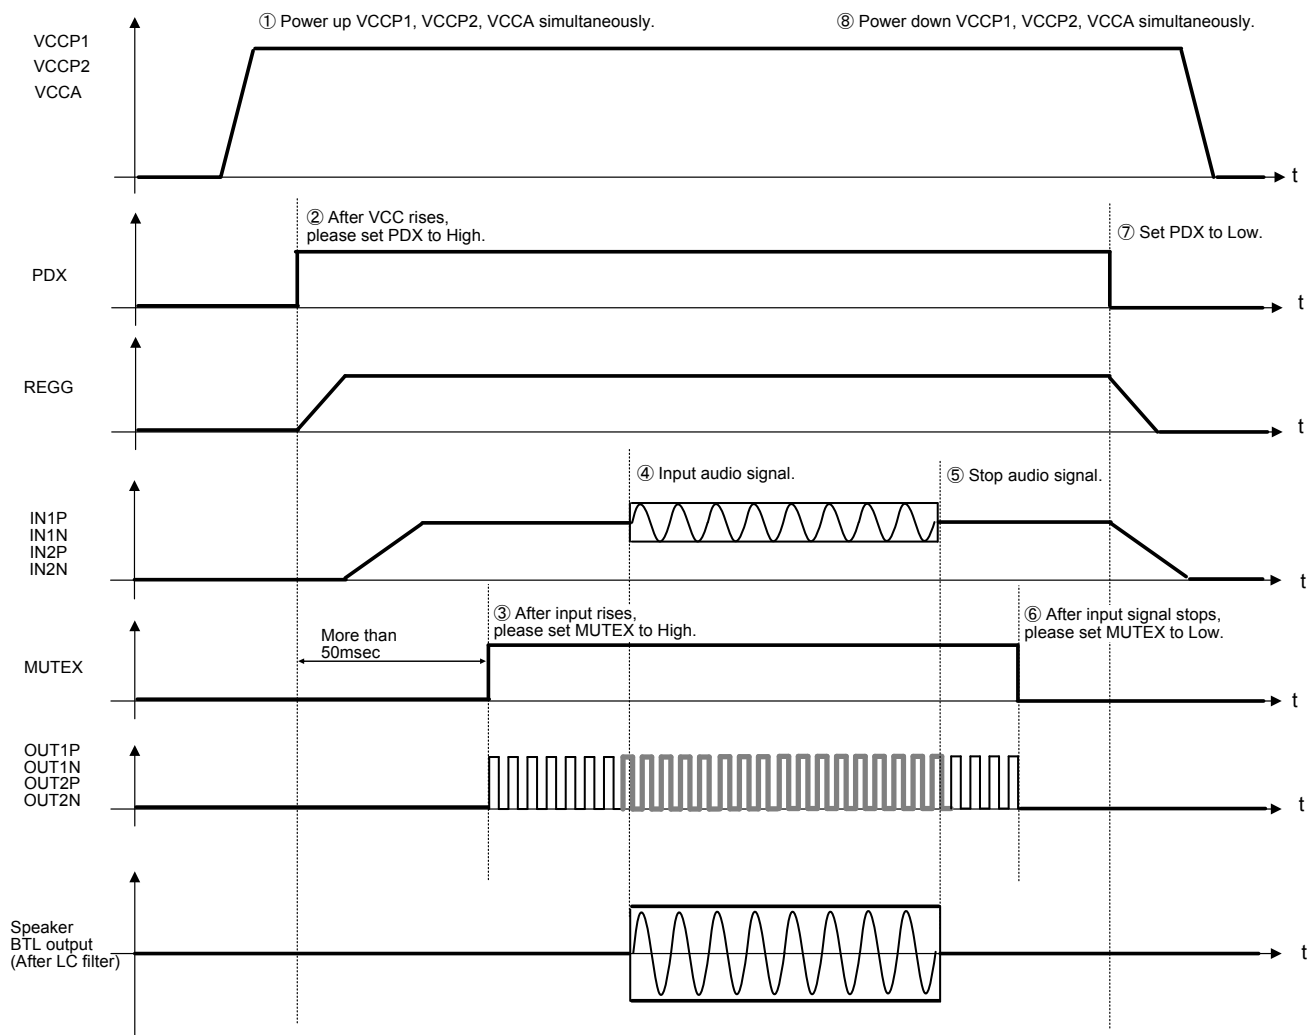 ① Power up VCCP1, VCCP2, VCCA simultaneously.
⑧ Power down VCCP1, VCCP2, VCCA simultaneously.
VCCP1
VCCP2
VCCA
t
② After VCC rises,
please set PDX to High.
⑦ Set PDX to Low.
PDX
t
REGG
t
④ Input audio signal.
⑤ Stop audio signal.
IN1P
IN1N
IN2P
IN2N
t
③ After input rises,
please set MUTEX to High.
⑥ After input signal stops,
please set MUTEX to Low.
More than
50msec
MUTEX
t
OUT1P
OUT1N
OUT2P
OUT2N
t
Speaker
BTL output
(After LC filter)
t